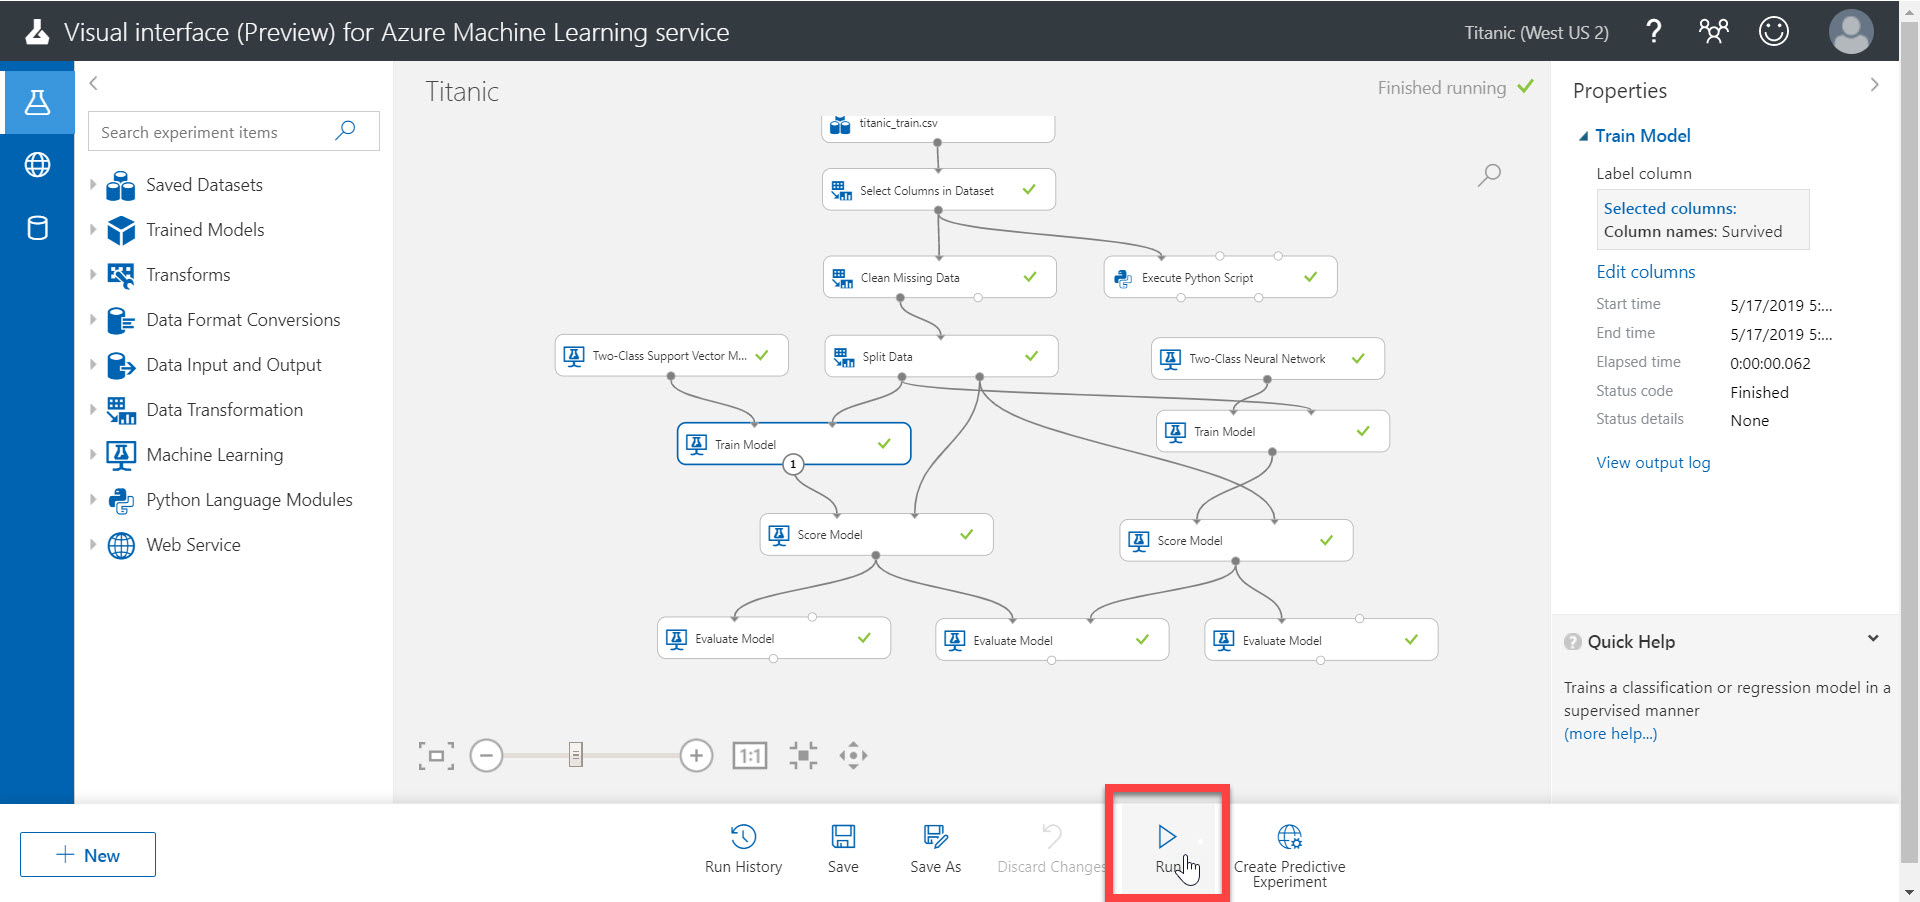 Visual interface (Preview) for Azure Machine Learning service
Titanic (West US 2)
?
Search experiment items
Saved Datasets
Trained Models
Transforms
Data Format Conversions
Data Input and Output
Data Transformation
Machine Learning
Python Language Modules
Web Service
Titanic
Finished running
titanic_train.csv
Select Columns in Dataset
Clean Missing Data
Execute Python Script
Two-Class Support Vector M...
Split Data
Two-Class Neural Network
Train Model
1
Train Model
Score Model
Score Model
Evaluate Model
Evaluate Model
Evaluate Model
1:1
Properties
Train Model
Label column
Selected columns:
Column names: Survived
Edit columns
Start time 5/17/2019 5:...
End time 5/17/2019 5:...
Elapsed time 0:00:00.062
Status code Finished
Status details None
View output log
? Quick Help
Trains a classification or regression model in a
supervised manner
(more help...)
New
Run History
Save
Save As
Discard Changes
Run
Create Predictive
Experiment